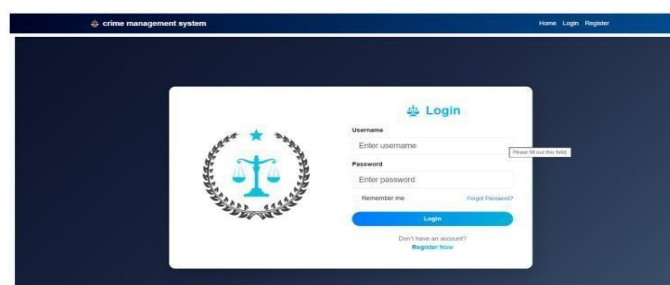 crime management system
Home Login Register
Login
Username
Enter username
Please fill out this field.
Password
Enter password
Remember me Forgot Password?
Login
Don't have an account?
Register Now